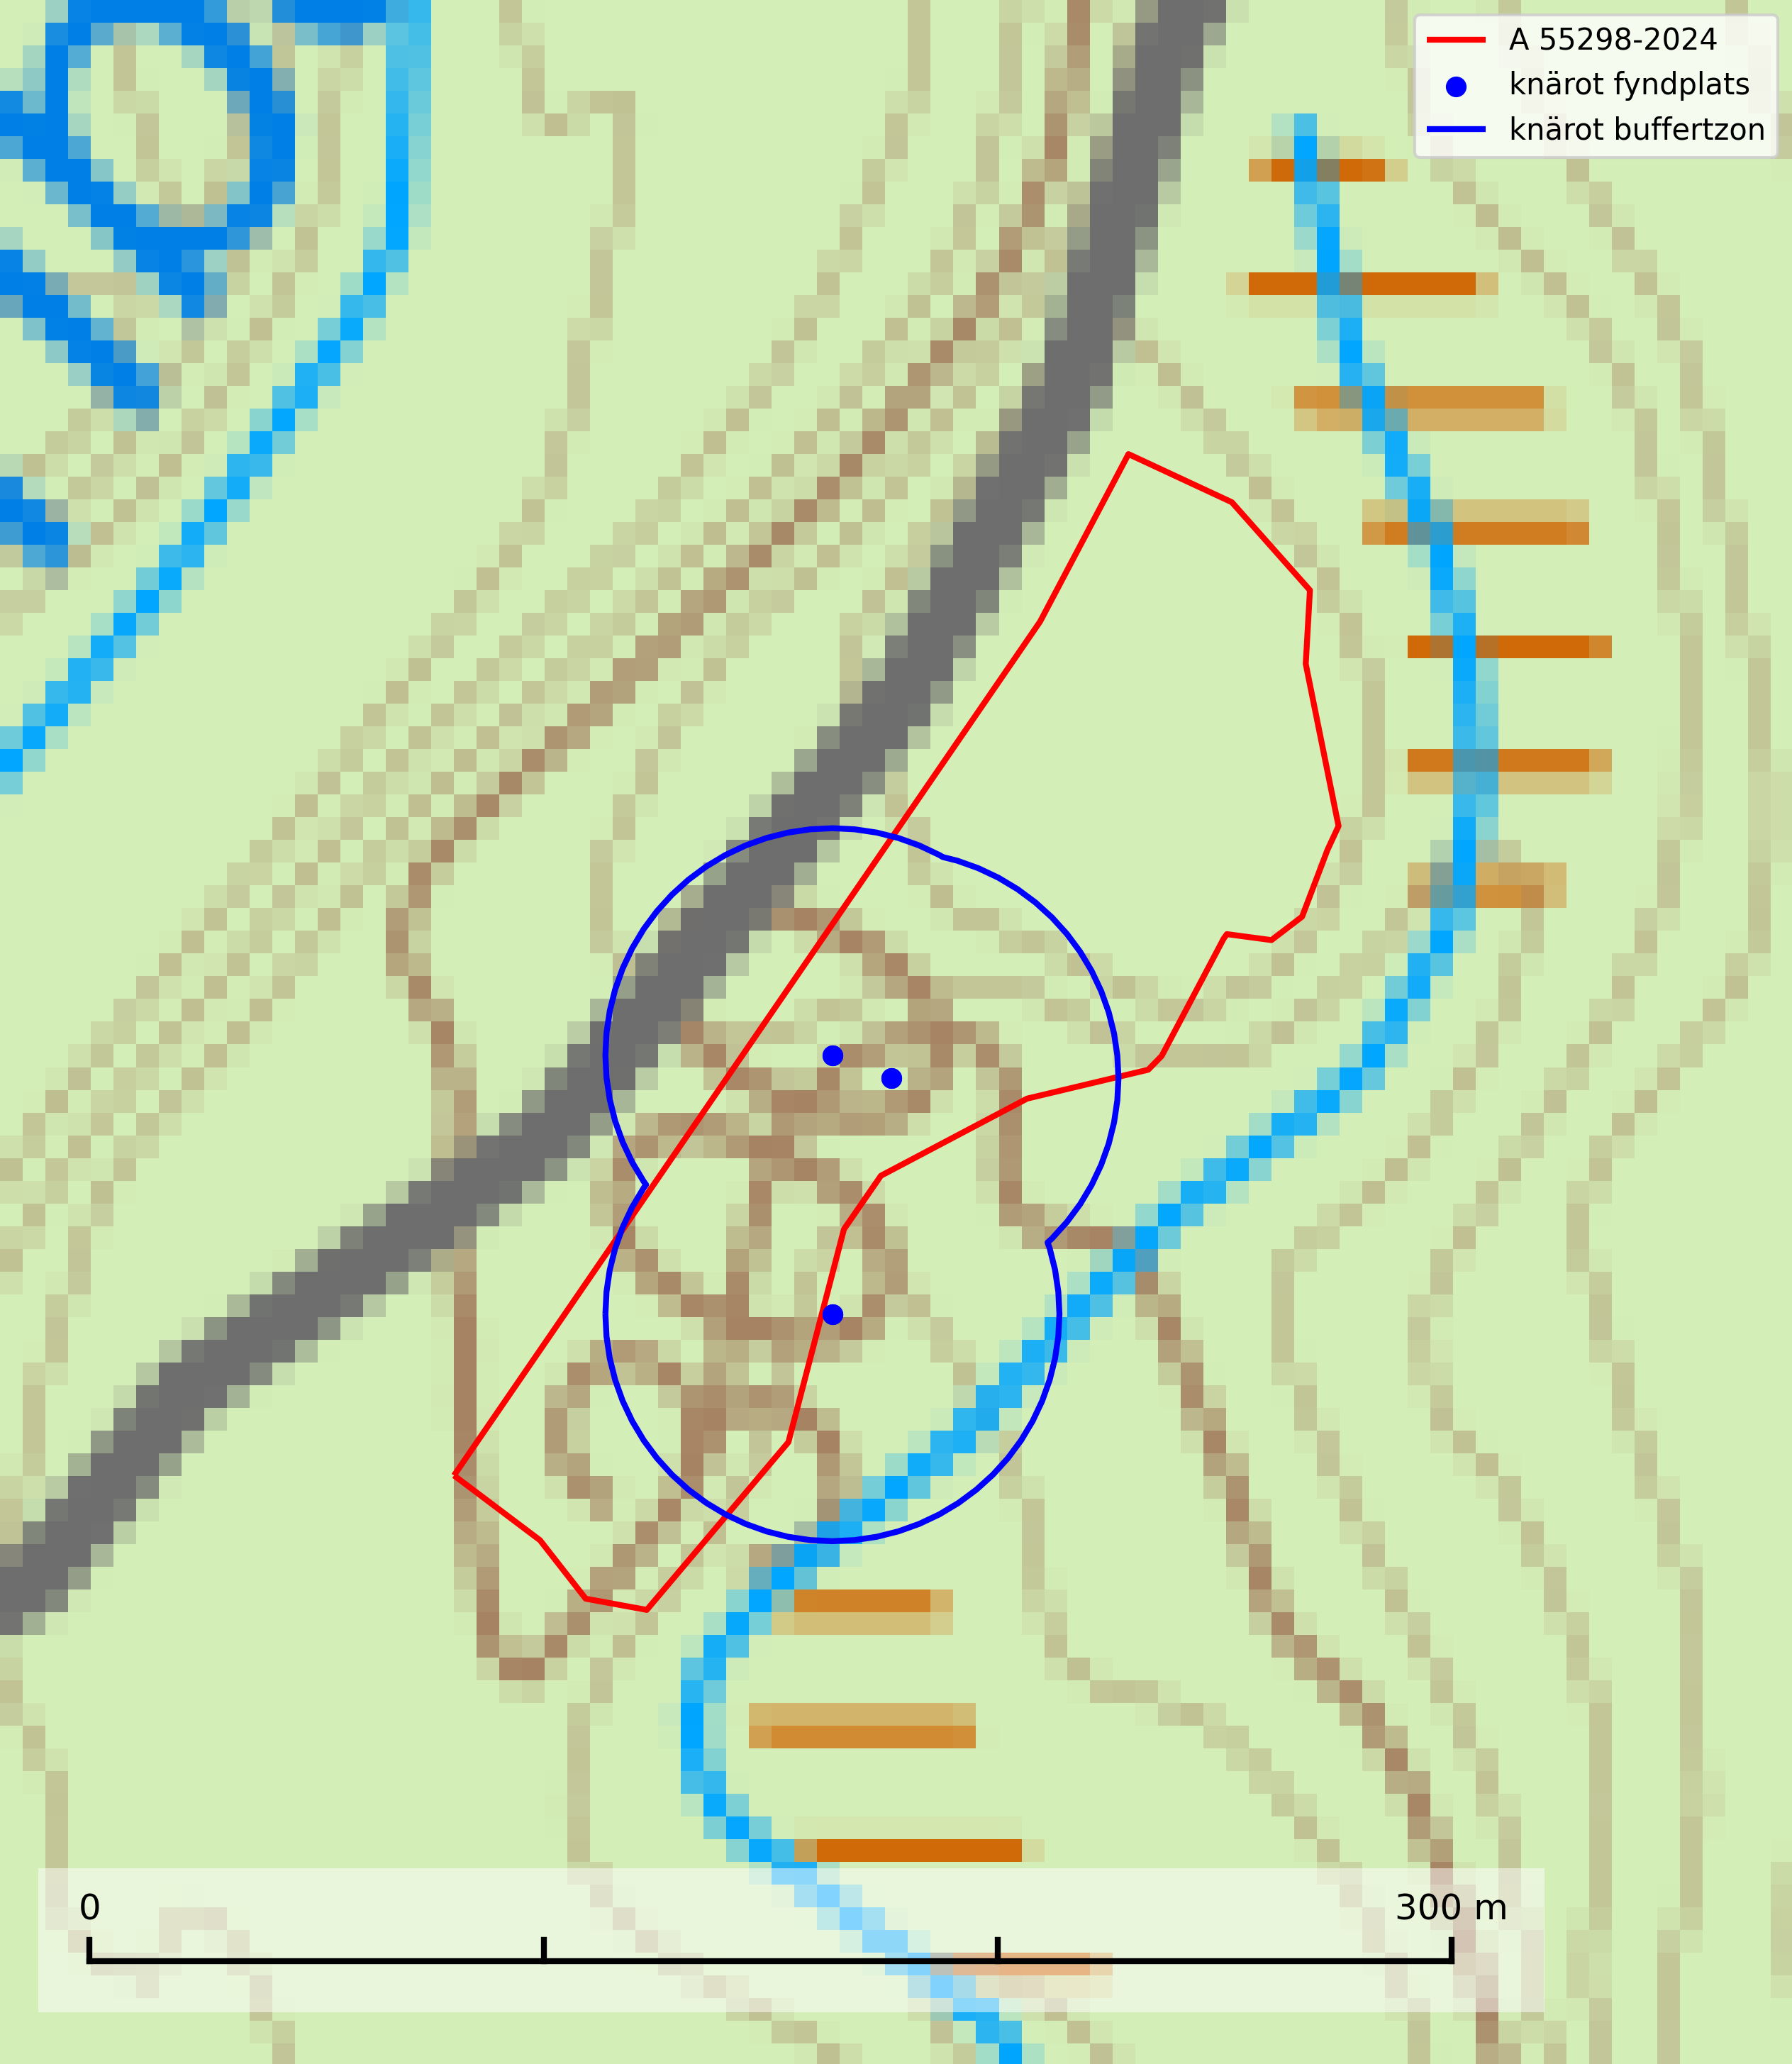 A 55298-2024
knärot fyndplats
knärot buffertzon
0
300 m